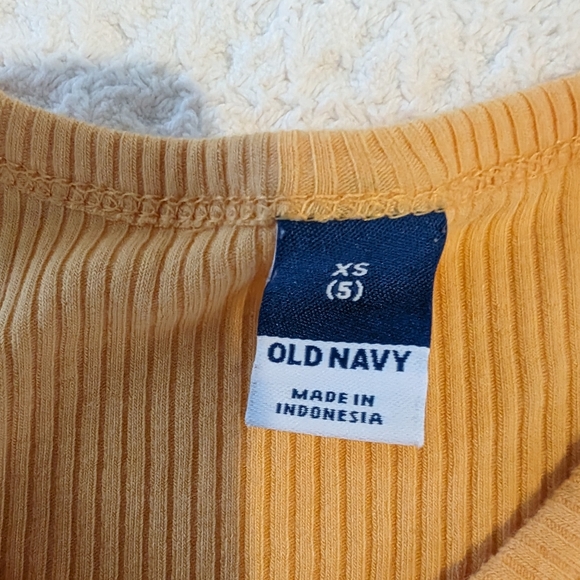 XS
(5)
OLD NAVY
MADE IN
INDONESIA